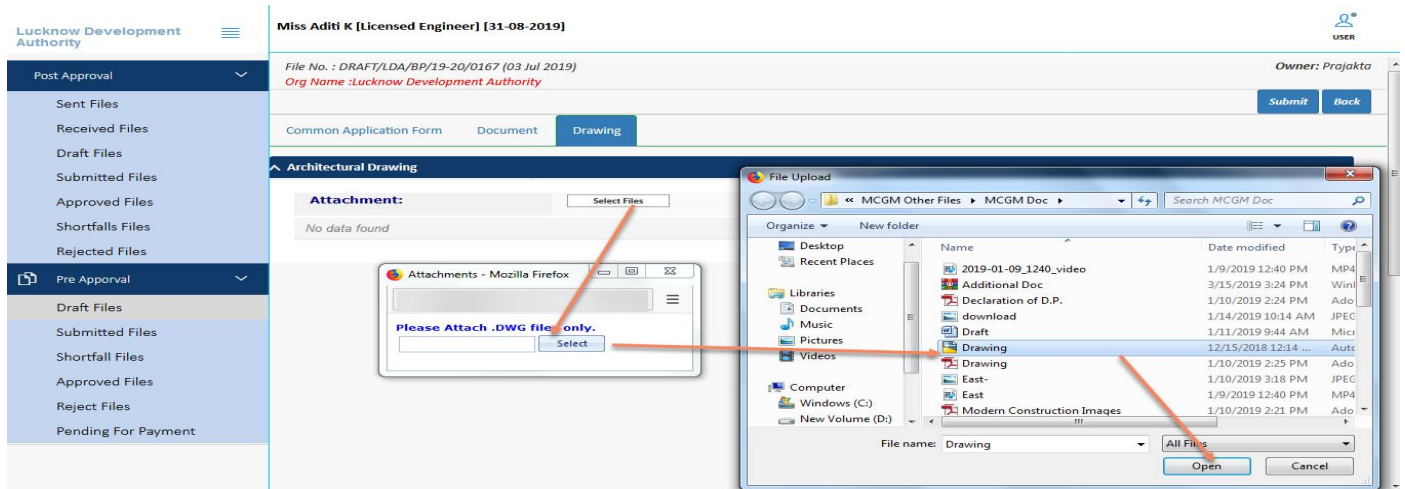 Lucknow Development
Authority
Post Approval
Sent Files
Received Files
Draft Files
Submitted Files
Approved Files
Shortfalls Files
Rejected Files
Pre Apporval
Draft Files
Submitted Files
Shortfall Files
Approved Files
Reject Files
Pending For Payment
Miss Aditi K [Licensed Engineer] [31-08-2019]
USER
File No. : DRAFT/LDA/BP/19-20/0167 (03 Jul 2019)
Owner: Prajakta
Org Name :Lucknow Development Authority
Submit Back
Common Application Form Document Drawing
Architectural Drawing
Attachment: Select Files
No data found
Attachments - Mozilla Firefox
Please Attach .DWG files only.
Select
File Upload
« MCGM Other Files MCGM Doc Search MCGM Doc
Organize New folder
Desktop
Recent Places
Libraries
Documents
Music
Pictures
Videos
Computer
Windows (C:)
New Volume (D:)
Name Date modified Type
2019-01-09_1240_video 1/9/2019 12:40 PM MP4
Additional Doc 3/15/2019 3:24 PM Win
Declaration of D.P. 1/10/2019 2:24 PM Ado
download 1/14/2019 10:14 AM JPEG
Draft 1/11/2019 9:44 AM Micr
Drawing 12/15/2018 12:14 ... Auto
Drawing 1/10/2019 2:25 PM Ado
East- 1/10/2019 3:18 PM JPEG
East 1/9/2019 12:40 PM MP4
Modern Construction Images 1/10/2019 2:21 PM Ado
File name: Drawing All Files
Open Cancel